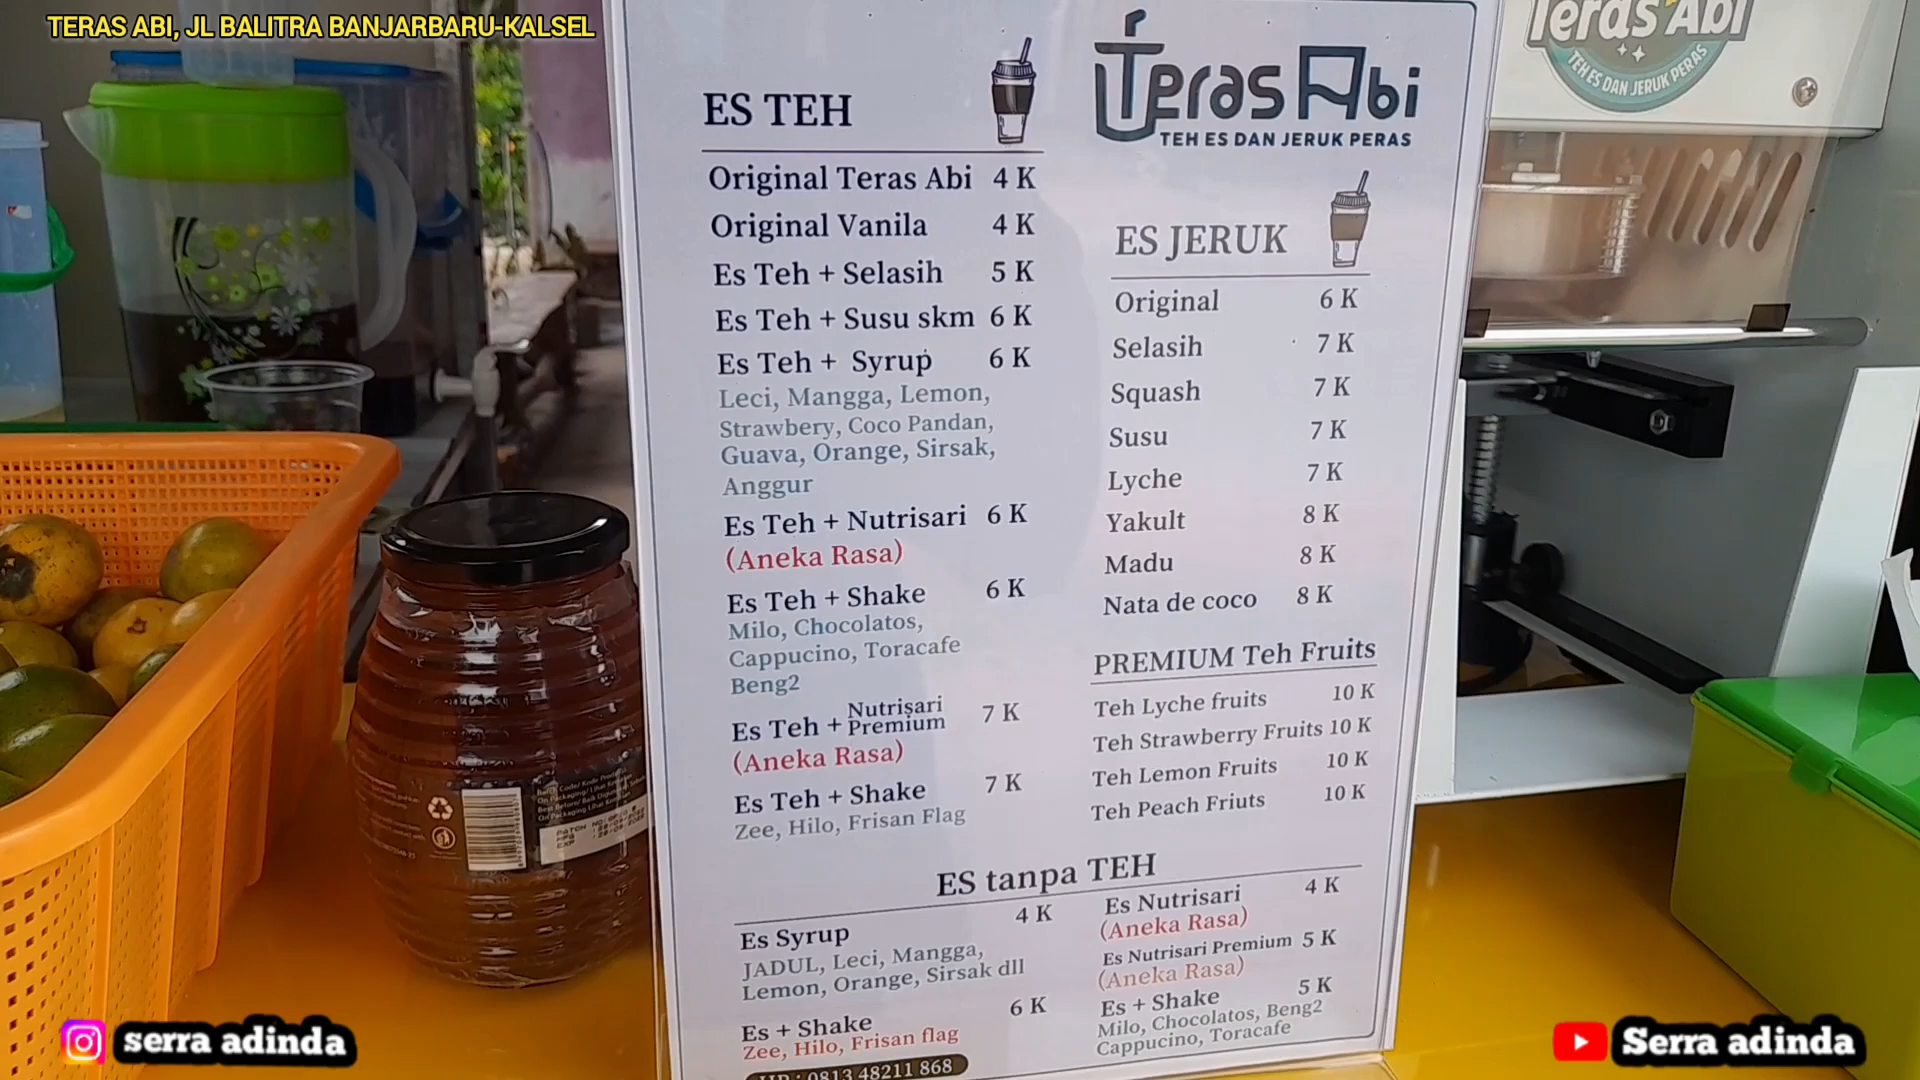 TERAS ABI, JL BALITRA BANJARBARU-KALSEL
Teras Abi
TEH ES DAN JERUK PERAS
Teras Abi
TEH ES DAN JERUK PERAS
ES TEH
Original Teras Abi 4 K
Original Vanila 4 K
Es Teh + Selasih 5 K
Es Teh + Susu skm 6 K
Es Teh + Syrup 6 K
Leci, Mangga, Lemon,
Strawbery, Coco Pandan,
Guava, Orange, Sirsak,
Anggur
Es Teh + Nutrisari 6 K
(Aneka Rasa)
Es Teh + Shake 6 K
Milo, Chocolatos,
Cappucino, Toracafe
Beng2
Es Teh + Nutrisari Premium 7 K
(Aneka Rasa)
Es Teh + Shake 7 K
Zee, Hilo, Frisan Flag
ES JERUK
Original 6 K
Selasih 7 K
Squash 7 K
Susu 7 K
Lyche 7 K
Yakult 8 K
Madu 8 K
Nata de coco 8 K
PREMIUM Teh Fruits
Teh Lyche fruits 10 K
Teh Strawberry Fruits 10 K
Teh Lemon Fruits 10 K
Teh Peach Friuts 10 K
ES tanpa TEH
Es Syrup 4 K
JADUL, Leci, Mangga,
Lemon, Orange, Sirsak dll
Es + Shake 6 K
Zee, Hilo, Frisan flag
HP : 0813 48211 868
Es Nutrisari 4 K
(Aneka Rasa)
Es Nutrisari Premium 5 K
(Aneka Rasa)
Es + Shake 5 K
Milo, Chocolatos, Beng2
Cappucino, Toracafe
serra adinda
Serra adinda